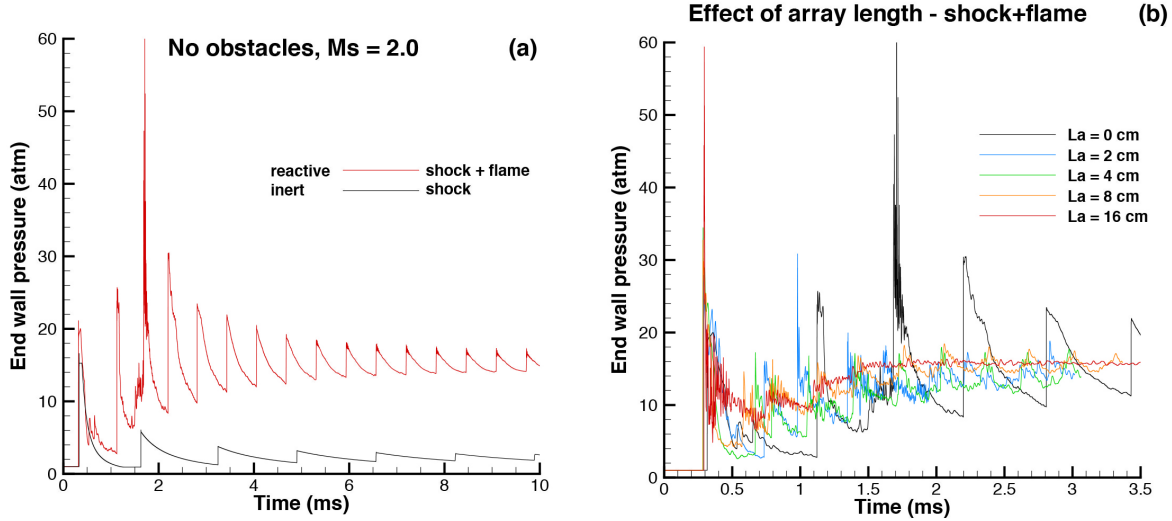 No obstacles, Ms = 2.0
(a)
60
50
40
30
20
10
0
End wall pressure (atm)
reactive shock + flame
inert shock
0 2 4 6 8 10
Time (ms)
Effect of array length - shock+flame
(b)
60
50
40
30
20
10
0
End wall pressure (atm)
La = 0 cm
La = 2 cm
La = 4 cm
La = 8 cm
La = 16 cm
0 0.5 1 1.5 2 2.5 3 3.5
Time (ms)